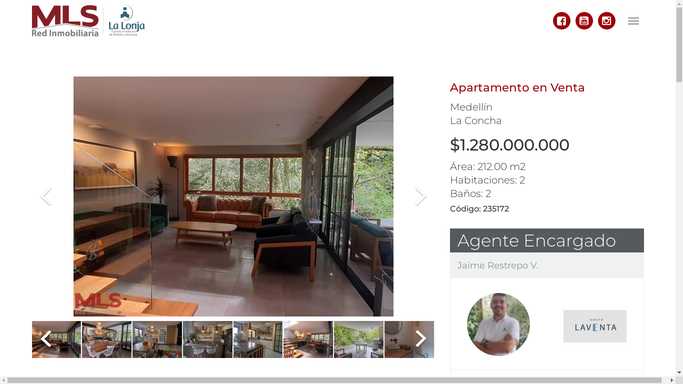 MLS
Red Inmobiliaria
La Lonja
Apartamento en Venta
Medellín
La Concha
$1.280.000.000
Área: 212.00 m2
Habitaciones: 2
Baños: 2
Código: 235172
MLS
Agente Encargado
Jaime Restrepo V.
LAVENTA